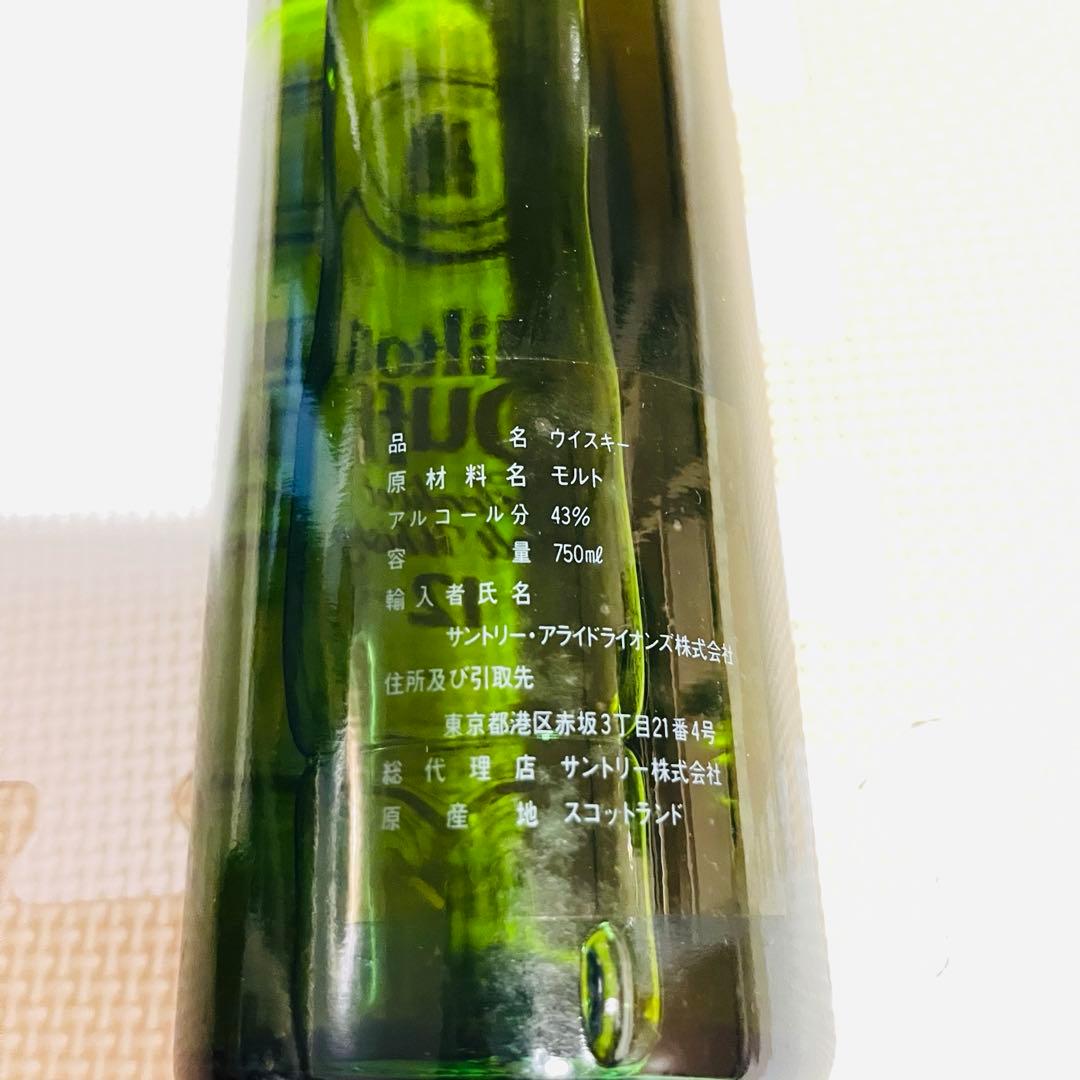 品名 ウイスキー
原材料名 モルト
アルコール分 43%
容量 750ml
輸入者氏名
サントリー・アライドライオンズ株式会社
住所及び引取先
東京都港区赤坂3丁目21番4号
総代理店 サントリー株式会社
原産地 スコットランド
12